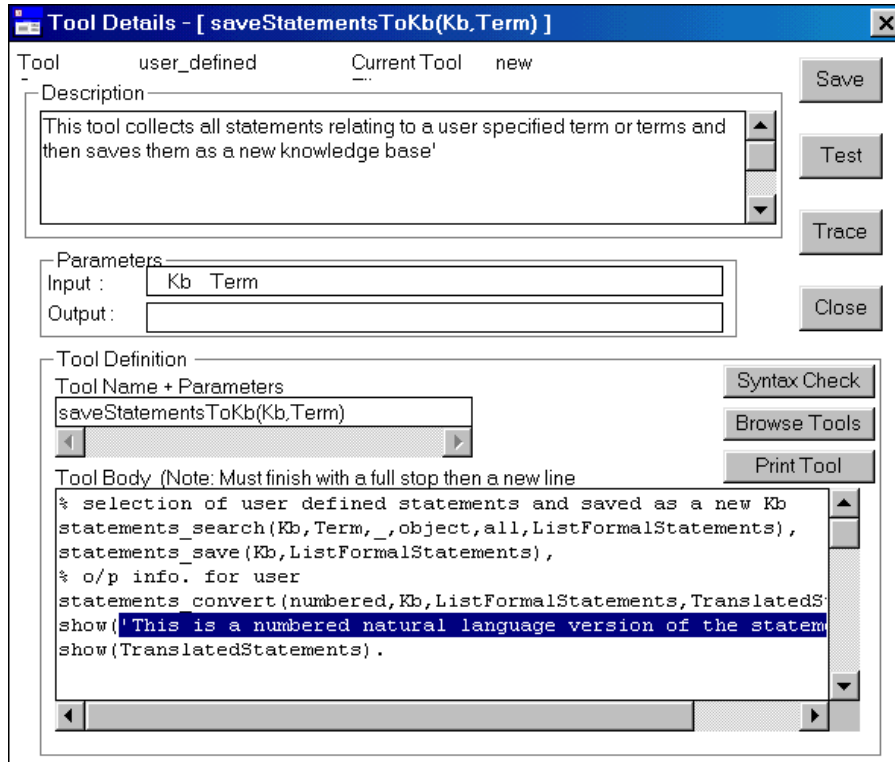 Tool Details - [ saveStatementsToKb(Kb,Term) ]
Tool user_defined Current Tool new
Save
Description
This tool collects all statements relating to a user specified term or terms and
then saves them as a new knowledge base'
Test
Trace
Parameters
Input : Kb Term
Output :
Close
Tool Definition
Tool Name + Parameters
Syntax Check
saveStatementsToKb(Kb,Term)
Browse Tools
Print Tool
Tool Body (Note: Must finish with a full stop then a new line
% selection of user defined statements and saved as a new Kb
statements_search(Kb,Term,_,object,all,ListFormalStatements),
statements_save(Kb,ListFormalStatements),
% o/p info. for user
statements_convert(numbered,Kb,ListFormalStatements,TranslatedS
show('This is a numbered natural language version of the statem
show(TranslatedStatements).